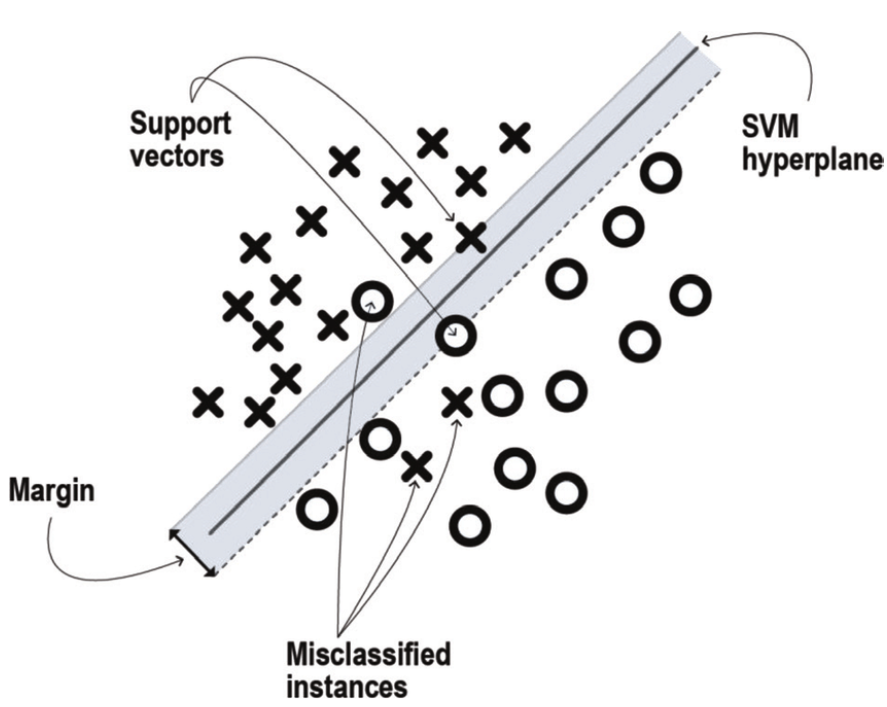 Support
vectors
SVM
hyperplane
Margin
Misclassified
instances